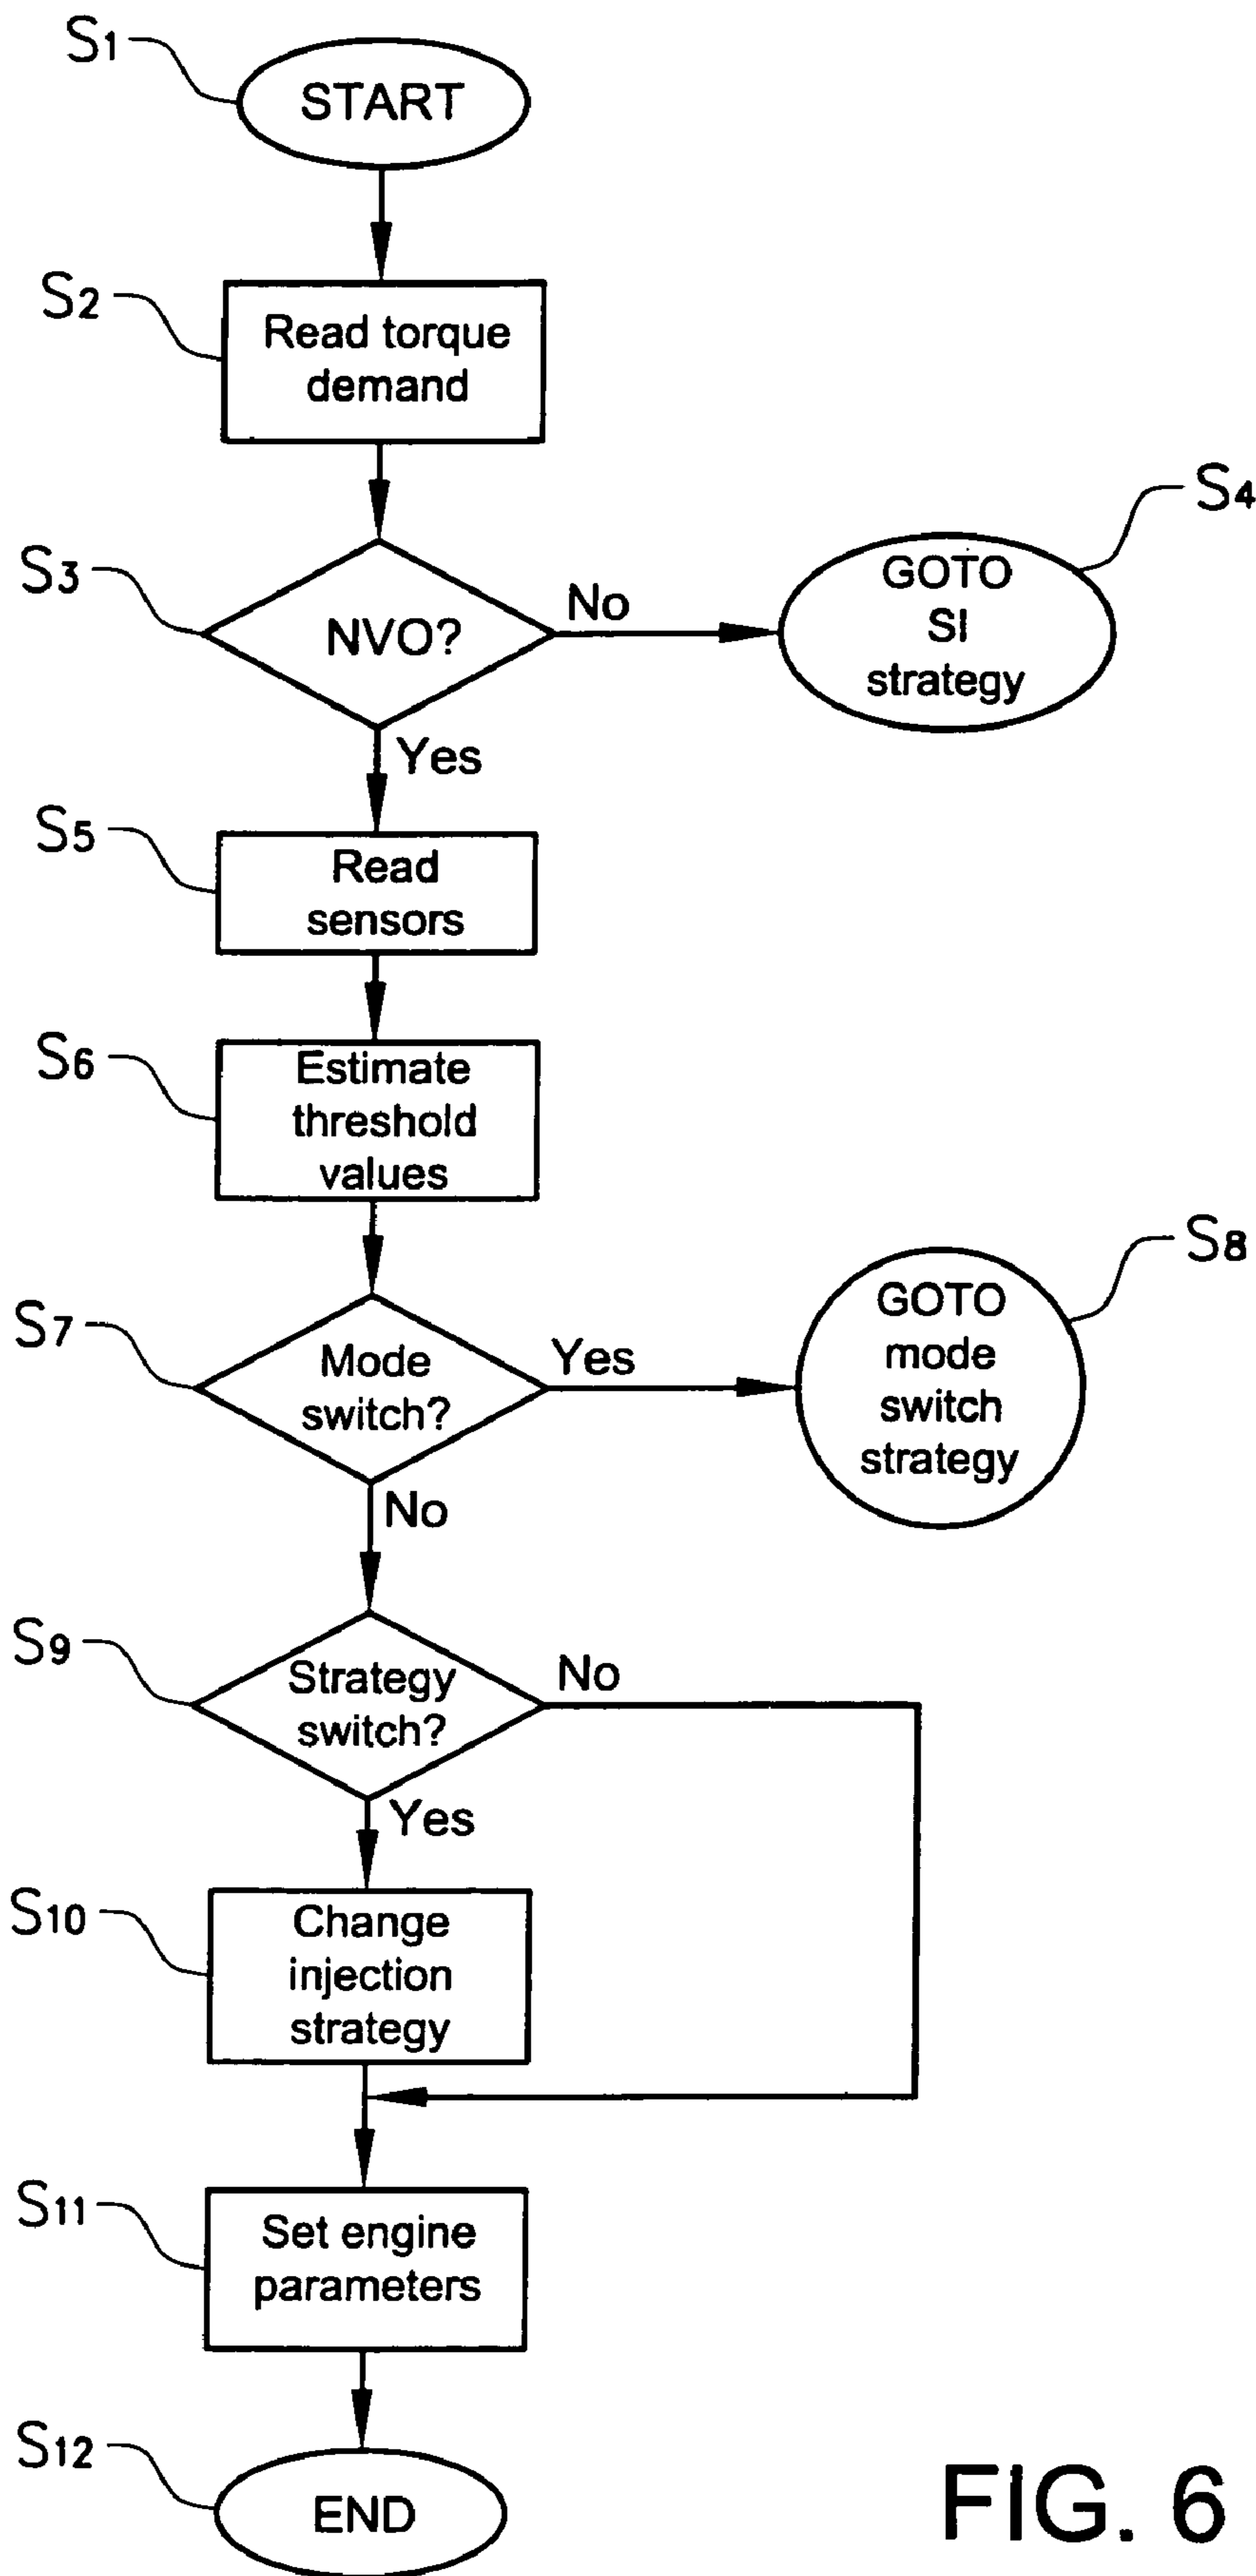 S1
START
S2
Read torque
demand
S3
NVO?
No
S4
GOTO
SI
strategy
Yes
S5
Read
sensors
S6
Estimate
threshold
values
S7
Mode
switch?
Yes
S8
GOTO
mode
switch
strategy
No
S9
Strategy
switch?
No
Yes
S10
Change
injection
strategy
S11
Set engine
parameters
S12
END
FIG. 6